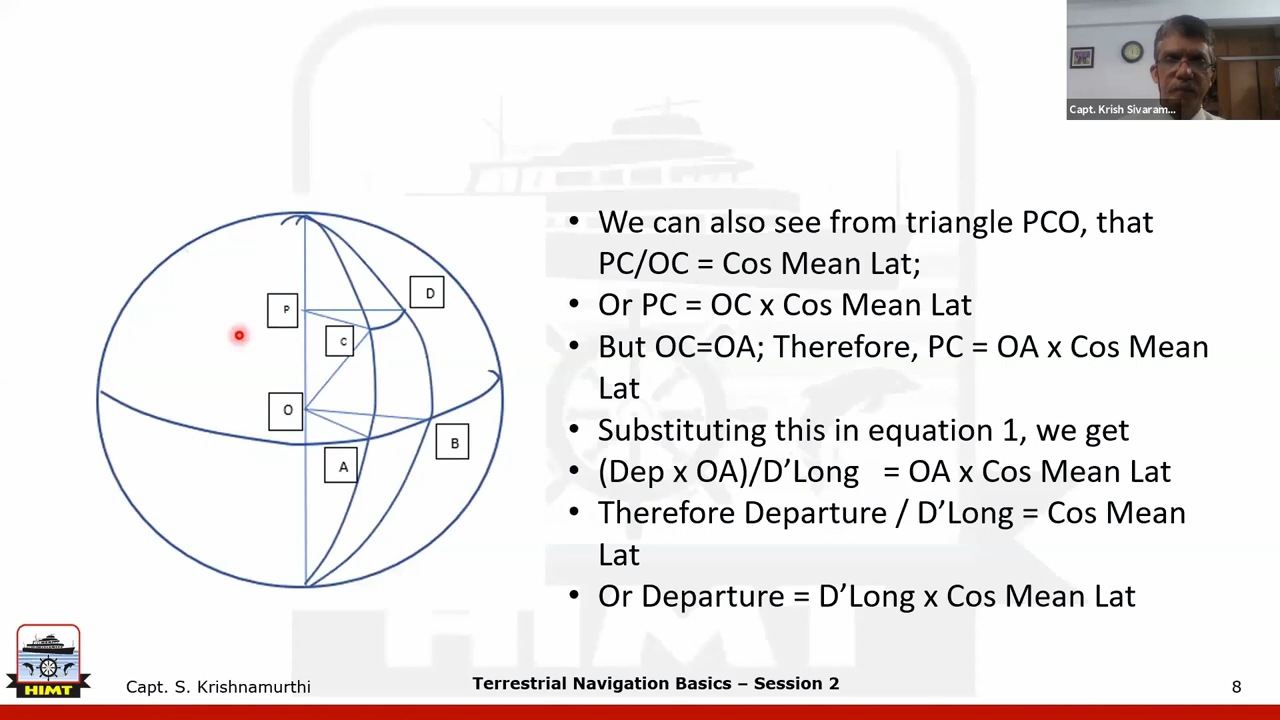 Capt. Krish Sivaram...
• We can also see from triangle PCO, that
PC/OC = Cos Mean Lat;
• Or PC = OC x Cos Mean Lat
• But OC=OA; Therefore, PC = OA x Cos Mean
Lat
• Substituting this in equation 1, we get
• (Dep x OA)/D’Long = OA x Cos Mean Lat
• Therefore Departure / D’Long = Cos Mean
Lat
• Or Departure = D’Long x Cos Mean Lat
D
P
C
O
B
A
HIMT
HIMT
Capt. S. Krishnamurthi
Terrestrial Navigation Basics – Session 2
8